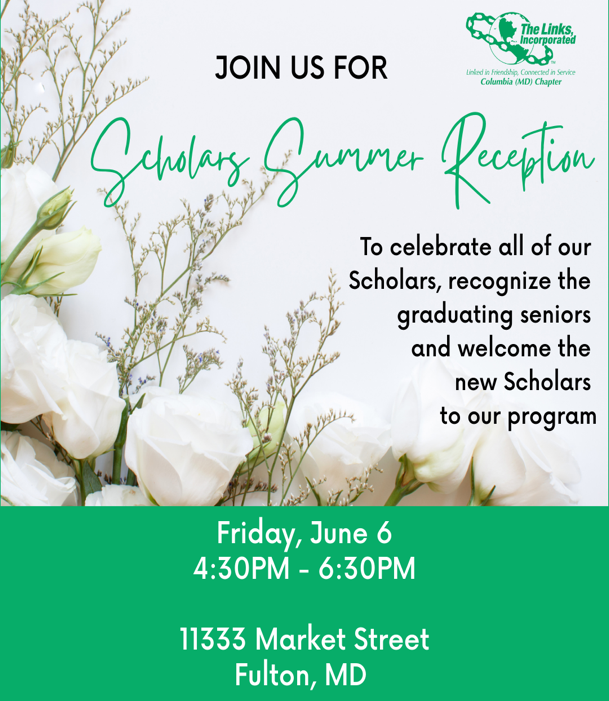 The Links,
Incorporated
Linked in Friendship, Connected in Service
Columbia (MD) Chapter
JOIN US FOR
Scholars Summer Reception
To celebrate all of our
Scholars, recognize the
graduating seniors
and welcome the
new Scholars
to our program
Friday, June 6
4:30PM - 6:30PM
11333 Market Street
Fulton, MD